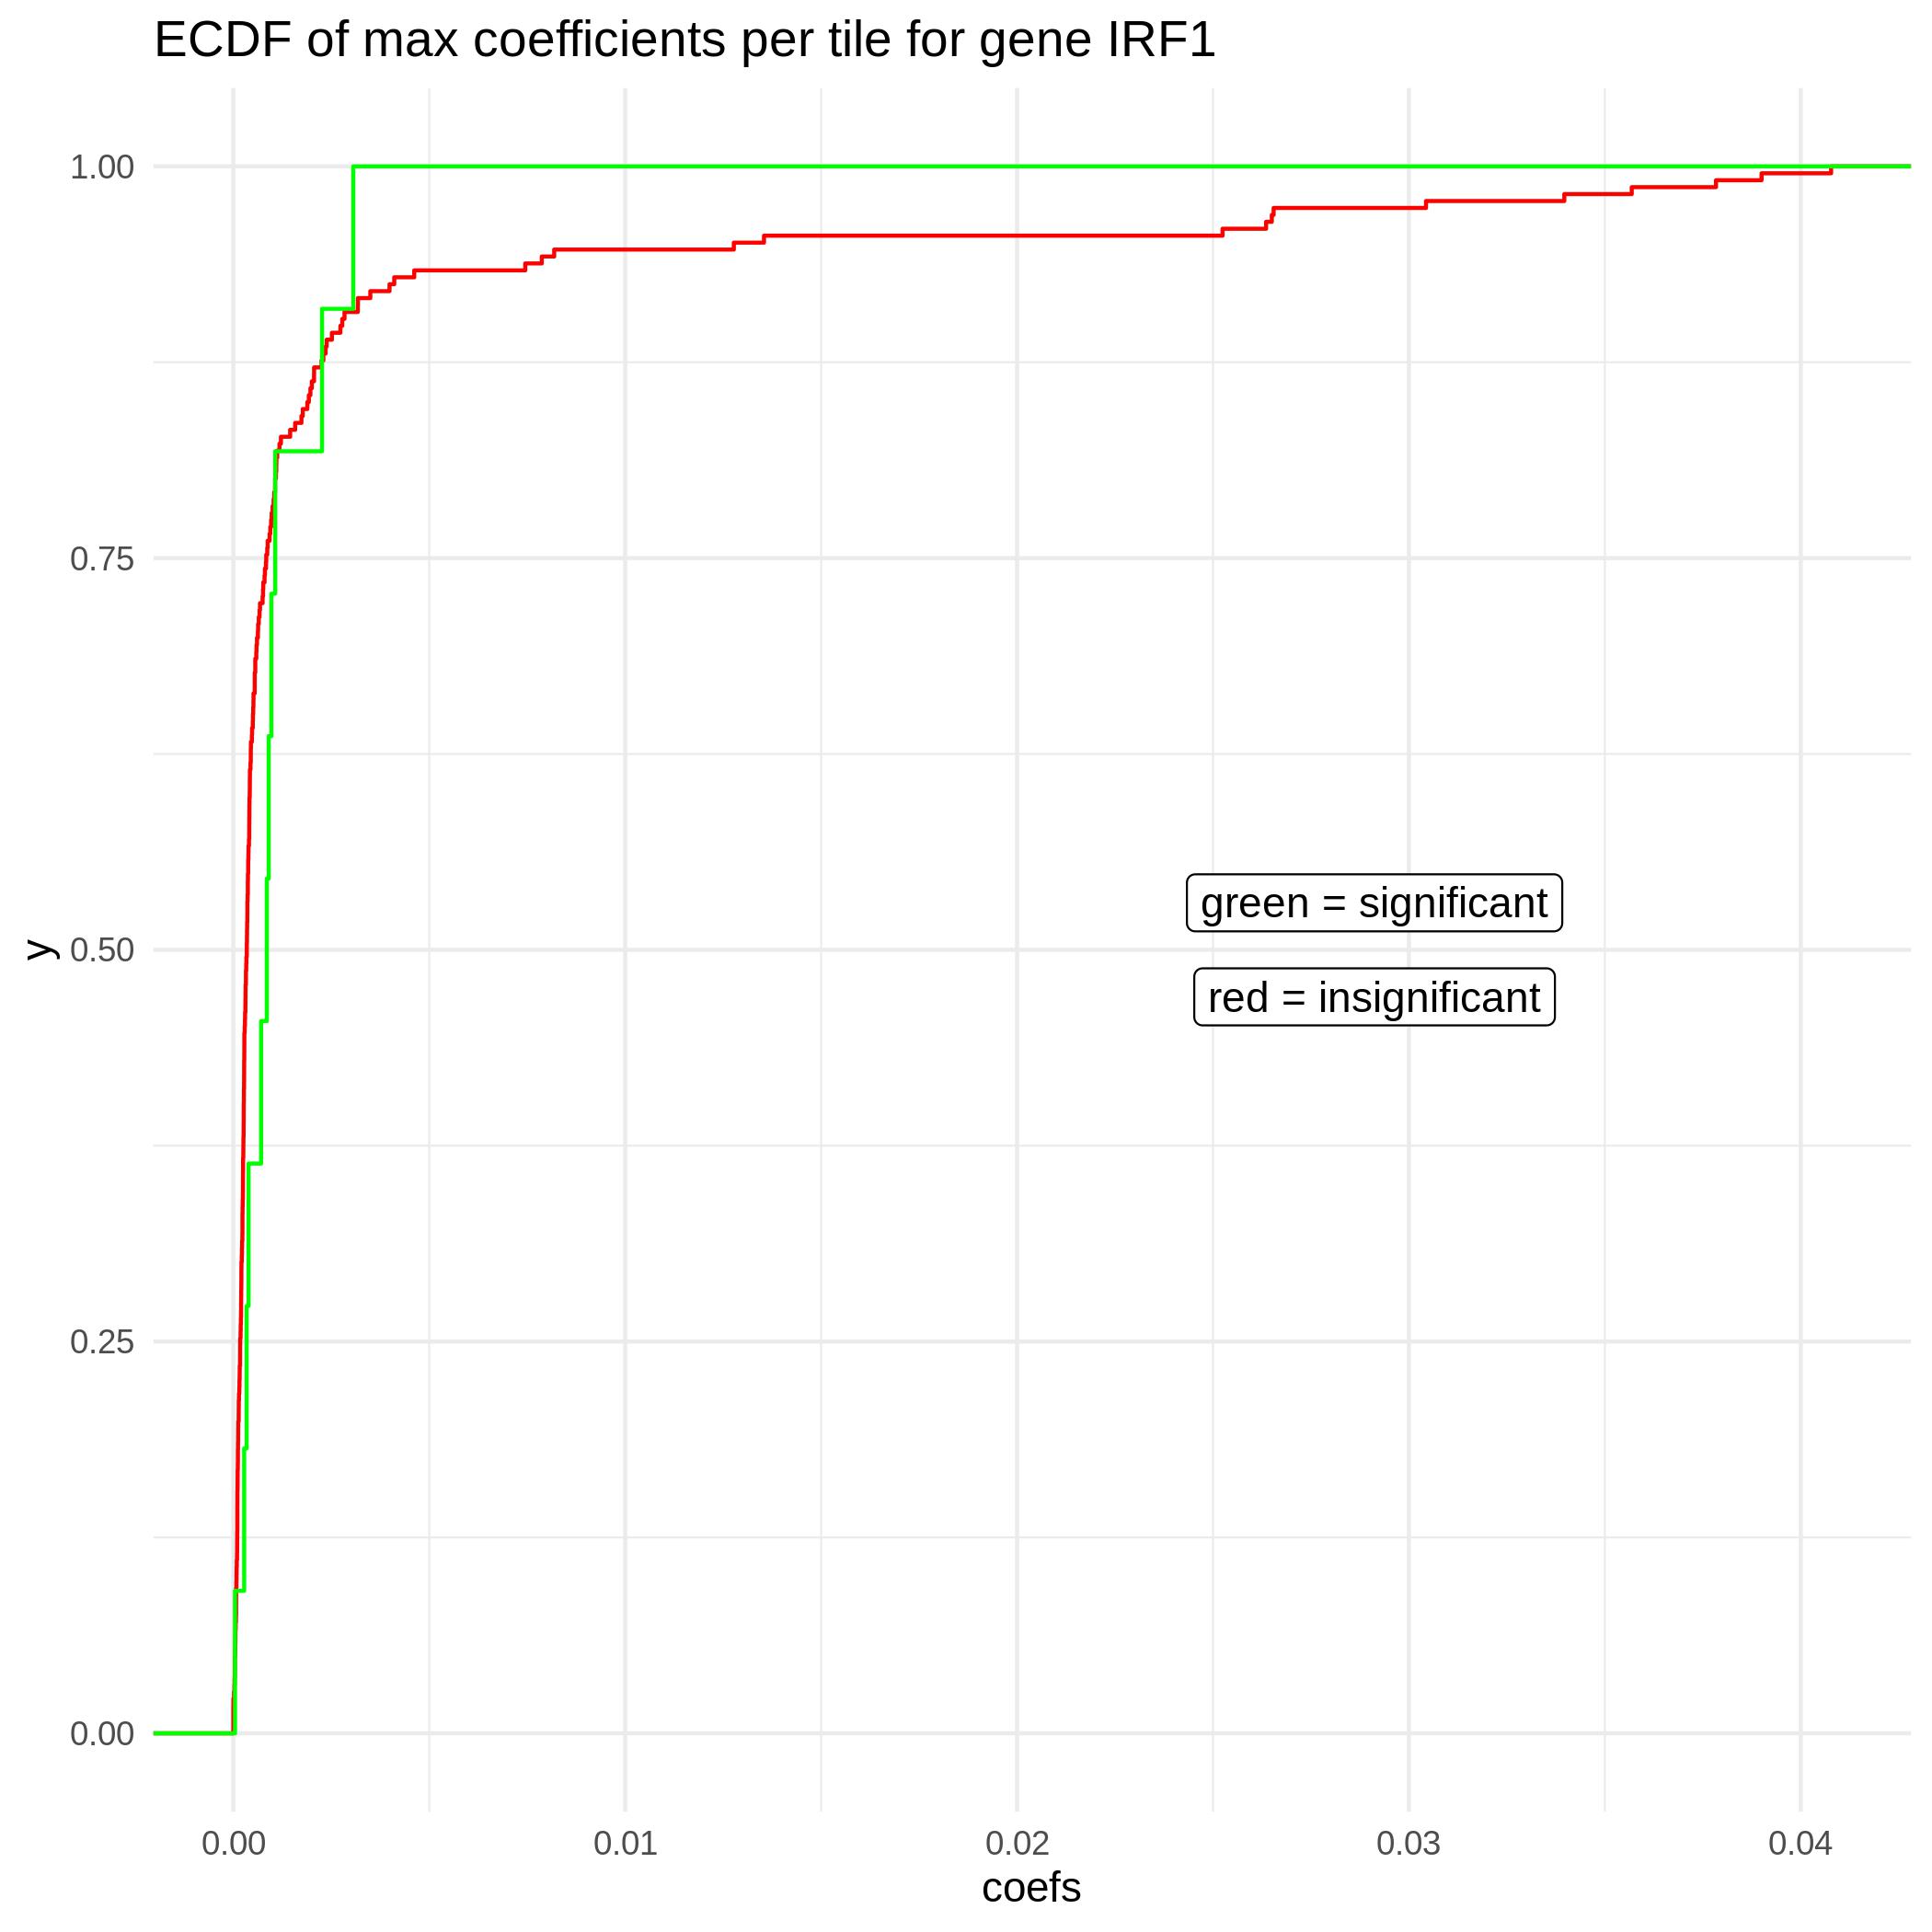 ECDF of max coefficients per tile for gene IRF1
1.00
0.75
0.50
0.25
0.00
y
green = significant
red = insignificant
0.00
0.01
0.02
0.03
0.04
coefs